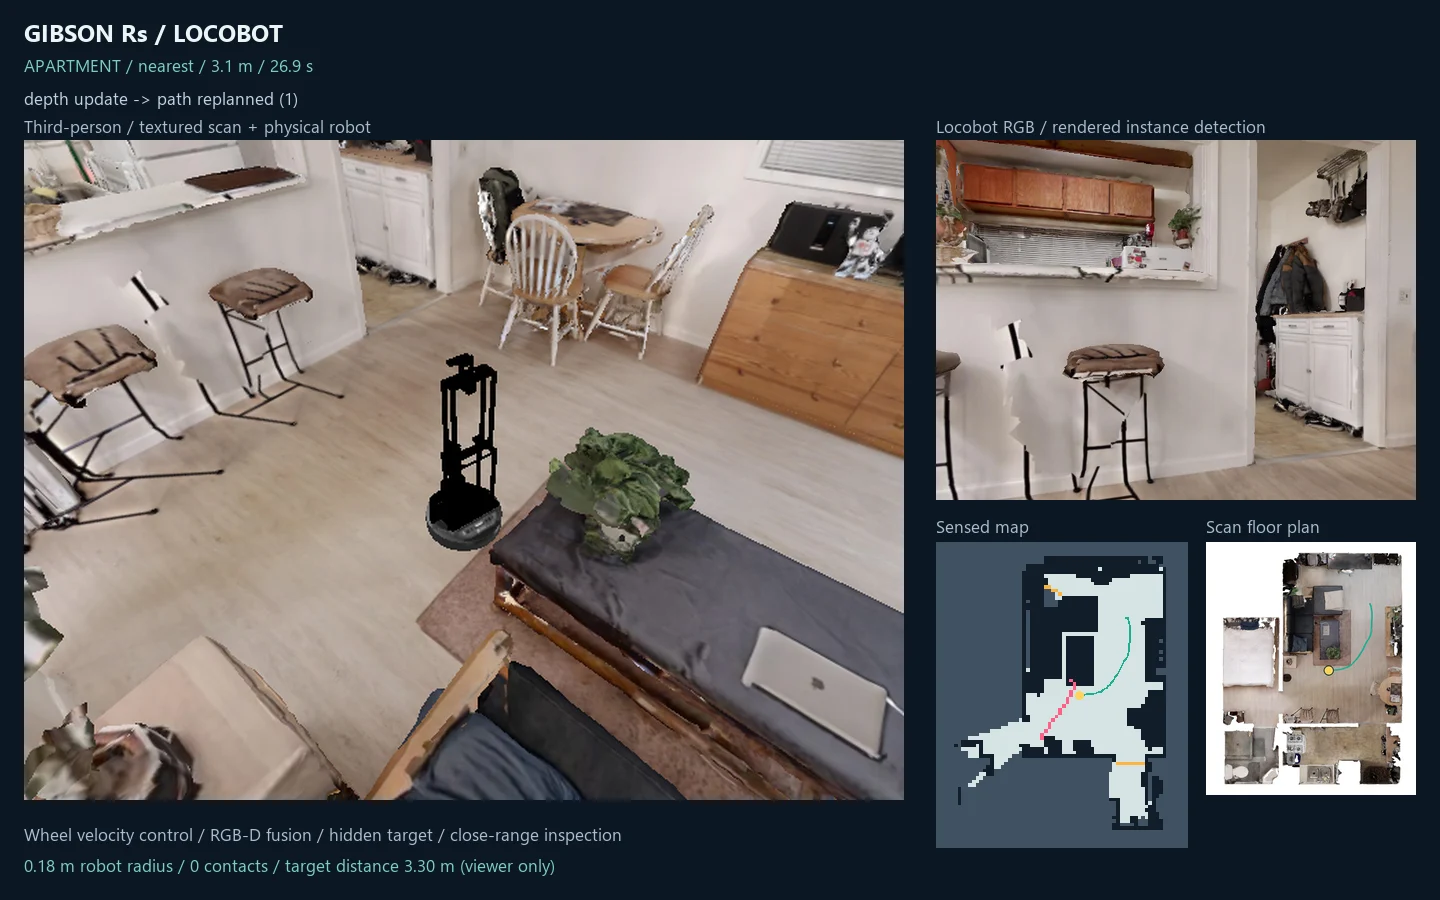 GIBSON Rs / LOCOBOT
APARTMENT / nearest / 3.1 m / 26.9 s
depth update -> path replanned (1)
Third-person / textured scan + physical robot
Locobot RGB / rendered instance detection
Sensed map
Scan floor plan
Wheel velocity control / RGB-D fusion / hidden target / close-range inspection
0.18 m robot radius / 0 contacts / target distance 3.30 m (viewer only)